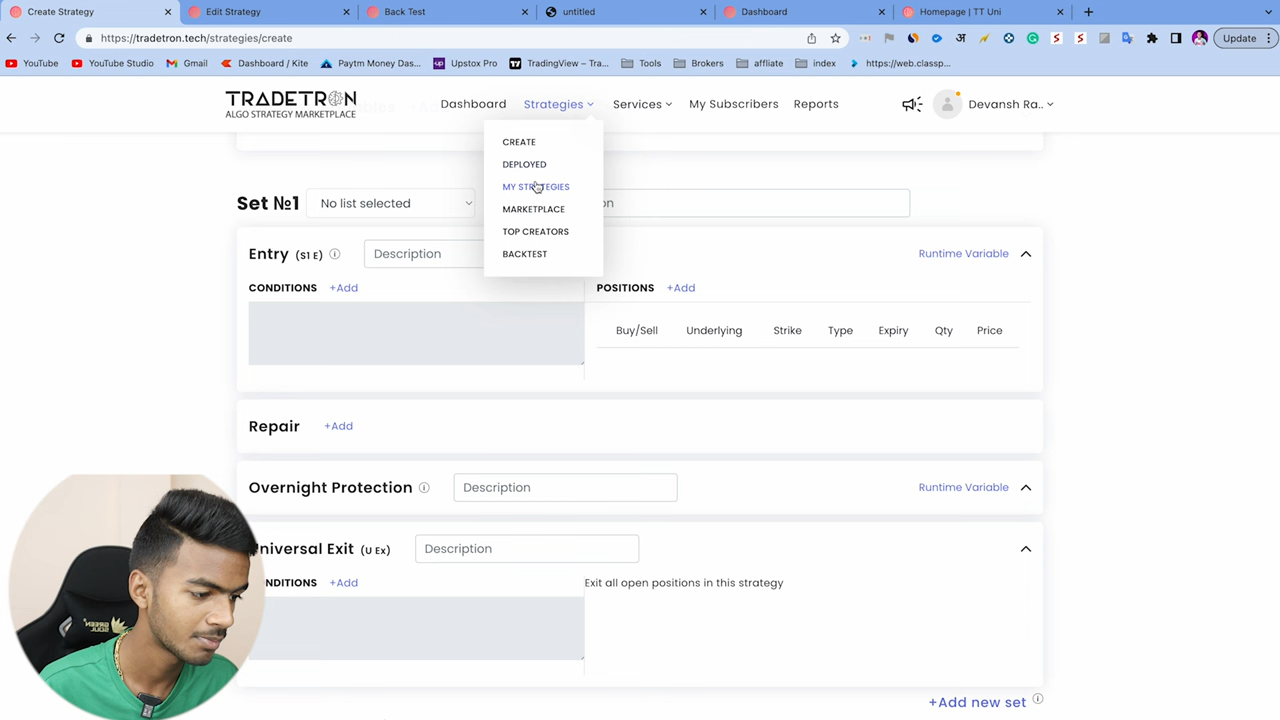 Create Strategy
Edit Strategy
Back Test
untitled
Dashboard
Homepage | TT Uni
https://tradetron.tech/strategies/create
Update
YouTube
YouTube Studio
Gmail
Dashboard / Kite
Paytm Money Das...
Upstox Pro
TradingView – Tra...
Tools
Brokers
affliate
index
https://web.classp...
TRADETRON
ALGO STRATEGY MARKETPLACE
Dashboard
Strategies
Services
My Subscribers
Reports
Devansh Ra..
CREATE
DEPLOYED
MY STRATEGIES
MARKETPLACE
TOP CREATORS
BACKTEST
Set №1
No list selected
Entry (S1 E)
Description
Runtime Variable
CONDITIONS +Add
POSITIONS +Add
Buy/Sell Underlying Strike Type Expiry Qty Price
Repair +Add
Overnight Protection
Description
Runtime Variable
Universal Exit (U Ex)
Description
+Add
Exit all open positions in this strategy
+Add new set